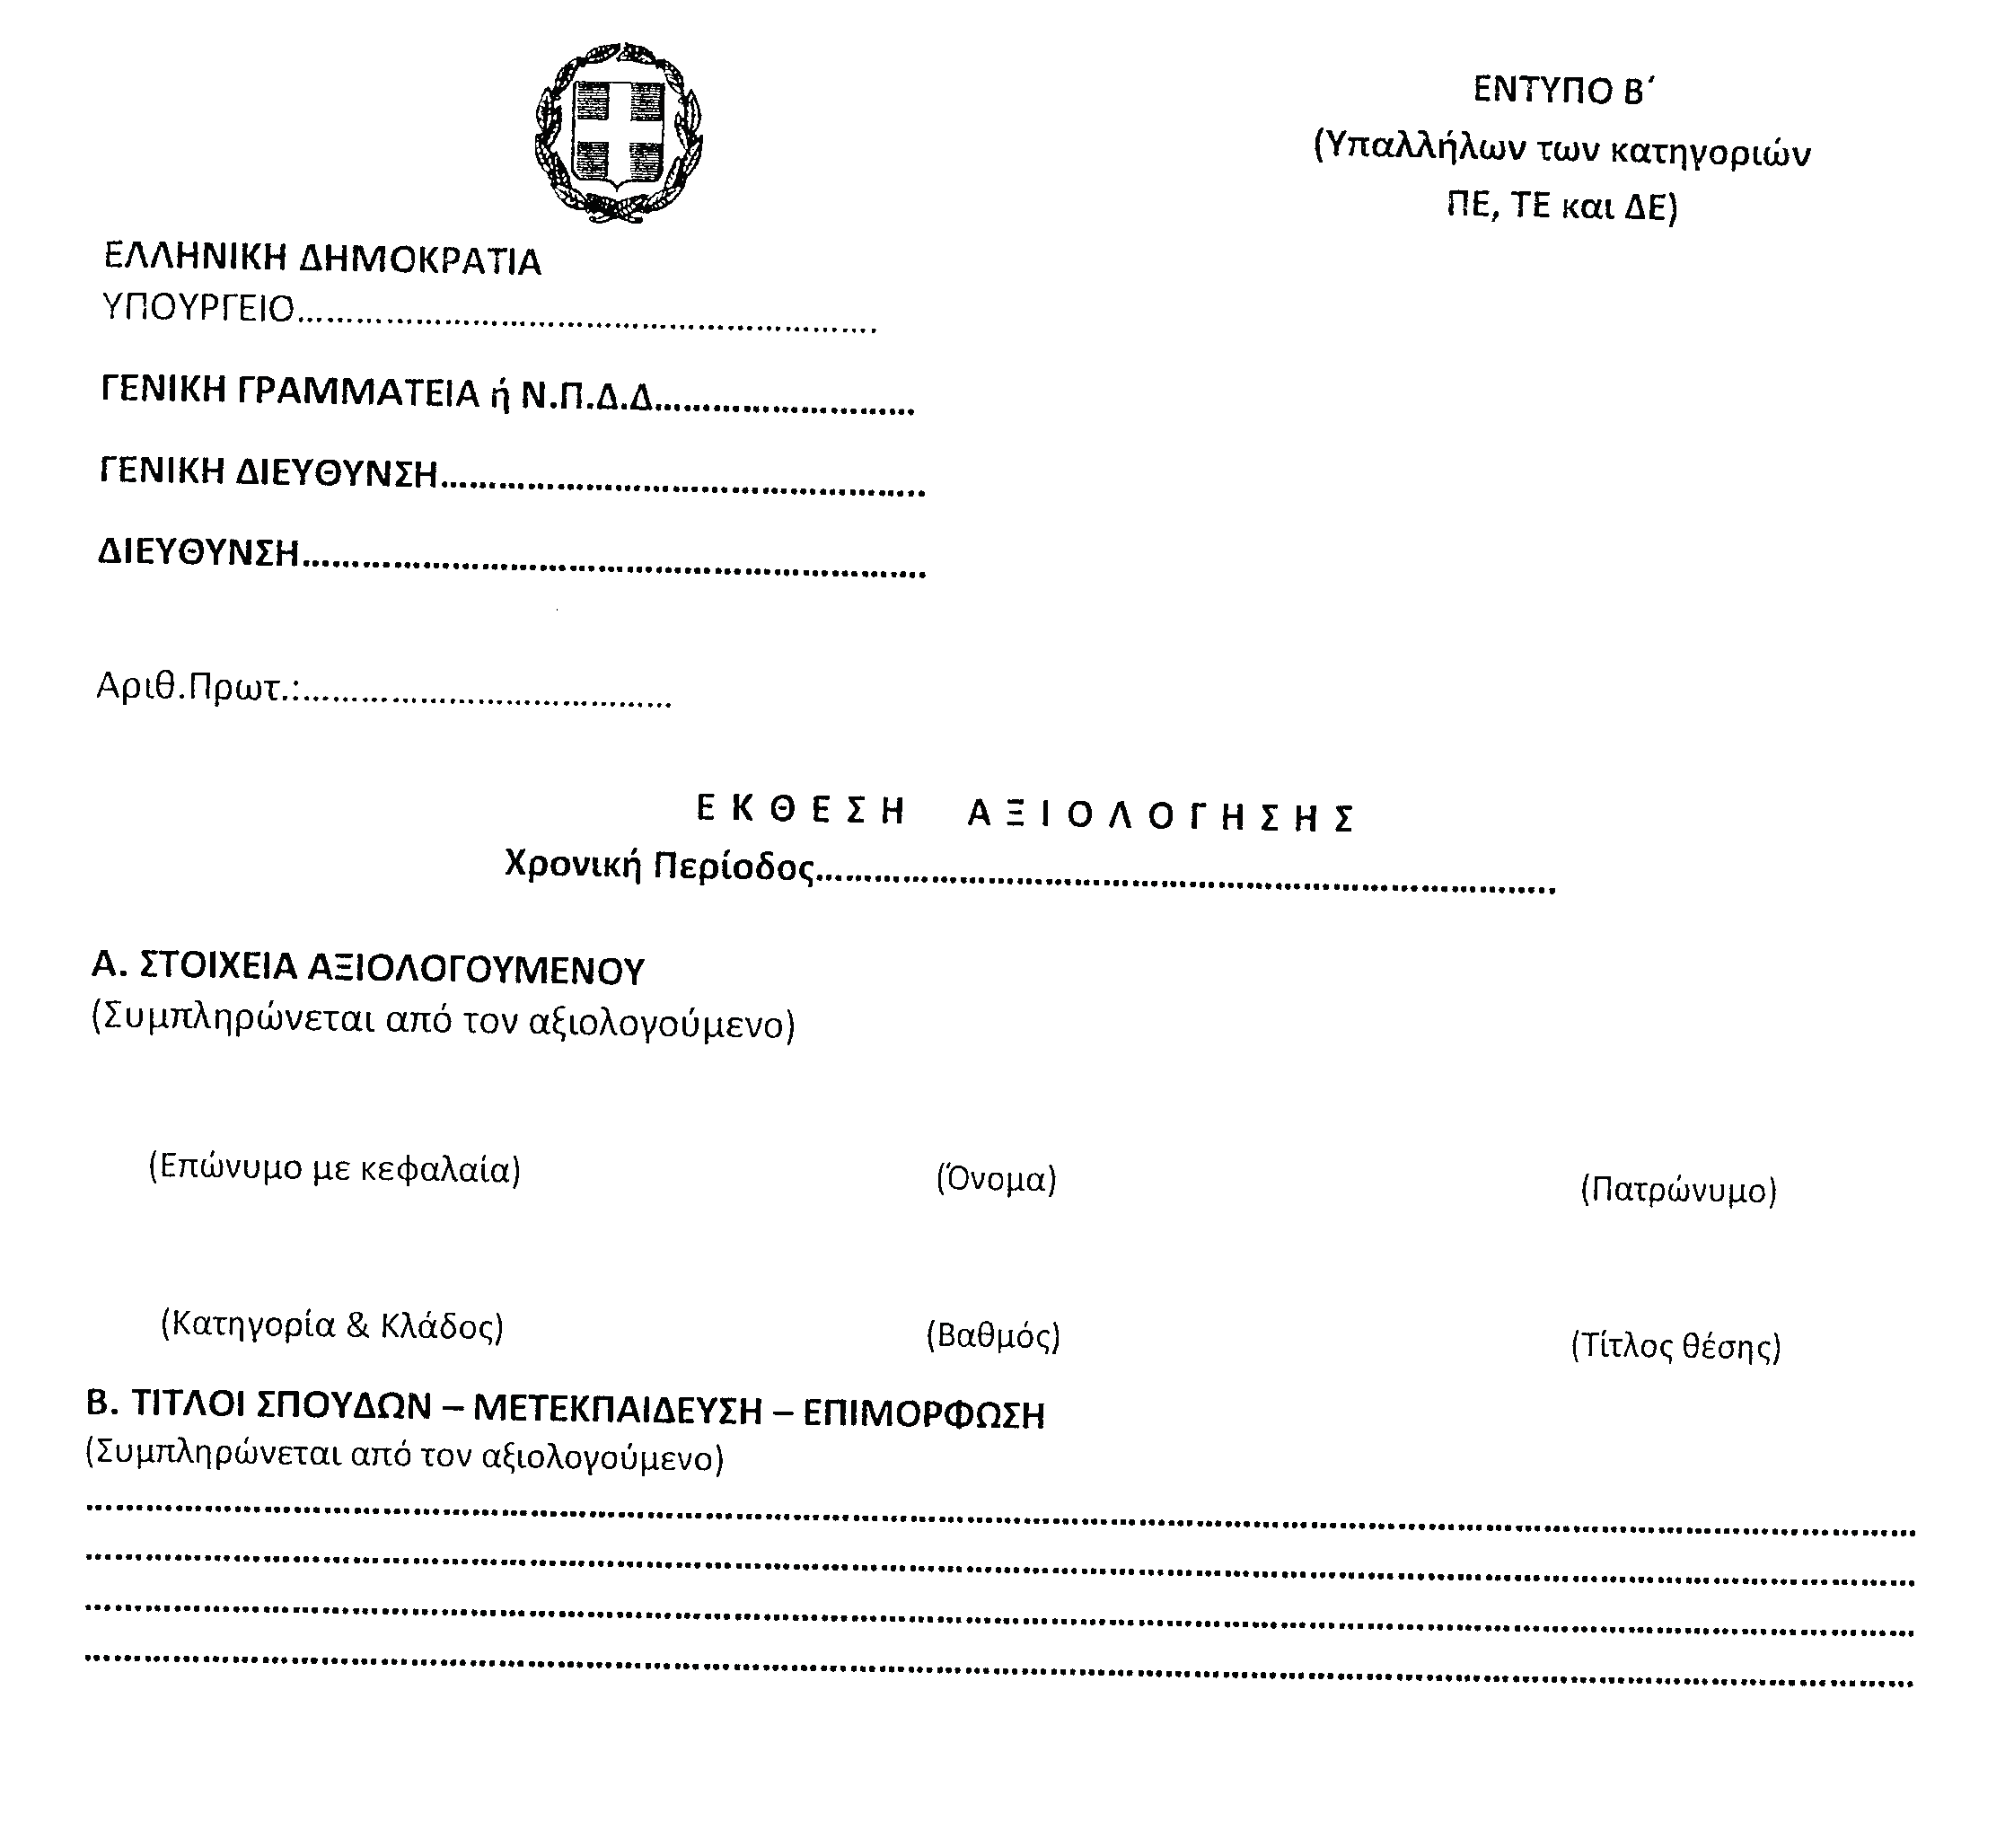 ΕΝΤΥΠΟ Β΄
(Υπαλλήλων των κατηγοριών
ΠΕ, ΤΕ και ΔΕ)
ΕΛΛΗΝΙΚΗ ΔΗΜΟΚΡΑΤΙΑ
ΥΠΟΥΡΓΕΙΟ..............................................................
ΓΕΝΙΚΗ ΓΡΑΜΜΑΤΕΙΑ ή Ν.Π.Δ.Δ............................
ΓΕΝΙΚΗ ΔΙΕΥΘΥΝΣΗ....................................................
ΔΙΕΥΘΥΝΣΗ...................................................................
Αριθ.Πρωτ.:........................................
Ε Κ Θ Ε Σ Η Α Ξ Ι Ο Λ Ο Γ Η Σ Η Σ
Χρονική Περίοδος................................................................................
Α. ΣΤΟΙΧΕΙΑ ΑΞΙΟΛΟΓΟΥΜΕΝΟΥ
(Συμπληρώνεται από τον αξιολογούμενο)
(Επώνυμο με κεφαλαία) (Όνομα) (Πατρώνυμο)
(Κατηγορία & Κλάδος) (Βαθμός) (Τίτλος θέσης)
Β. ΤΙΤΛΟΙ ΣΠΟΥΔΩΝ – ΜΕΤΕΚΠΑΙΔΕΥΣΗ – ΕΠΙΜΟΡΦΩΣΗ
(Συμπληρώνεται από τον αξιολογούμενο)